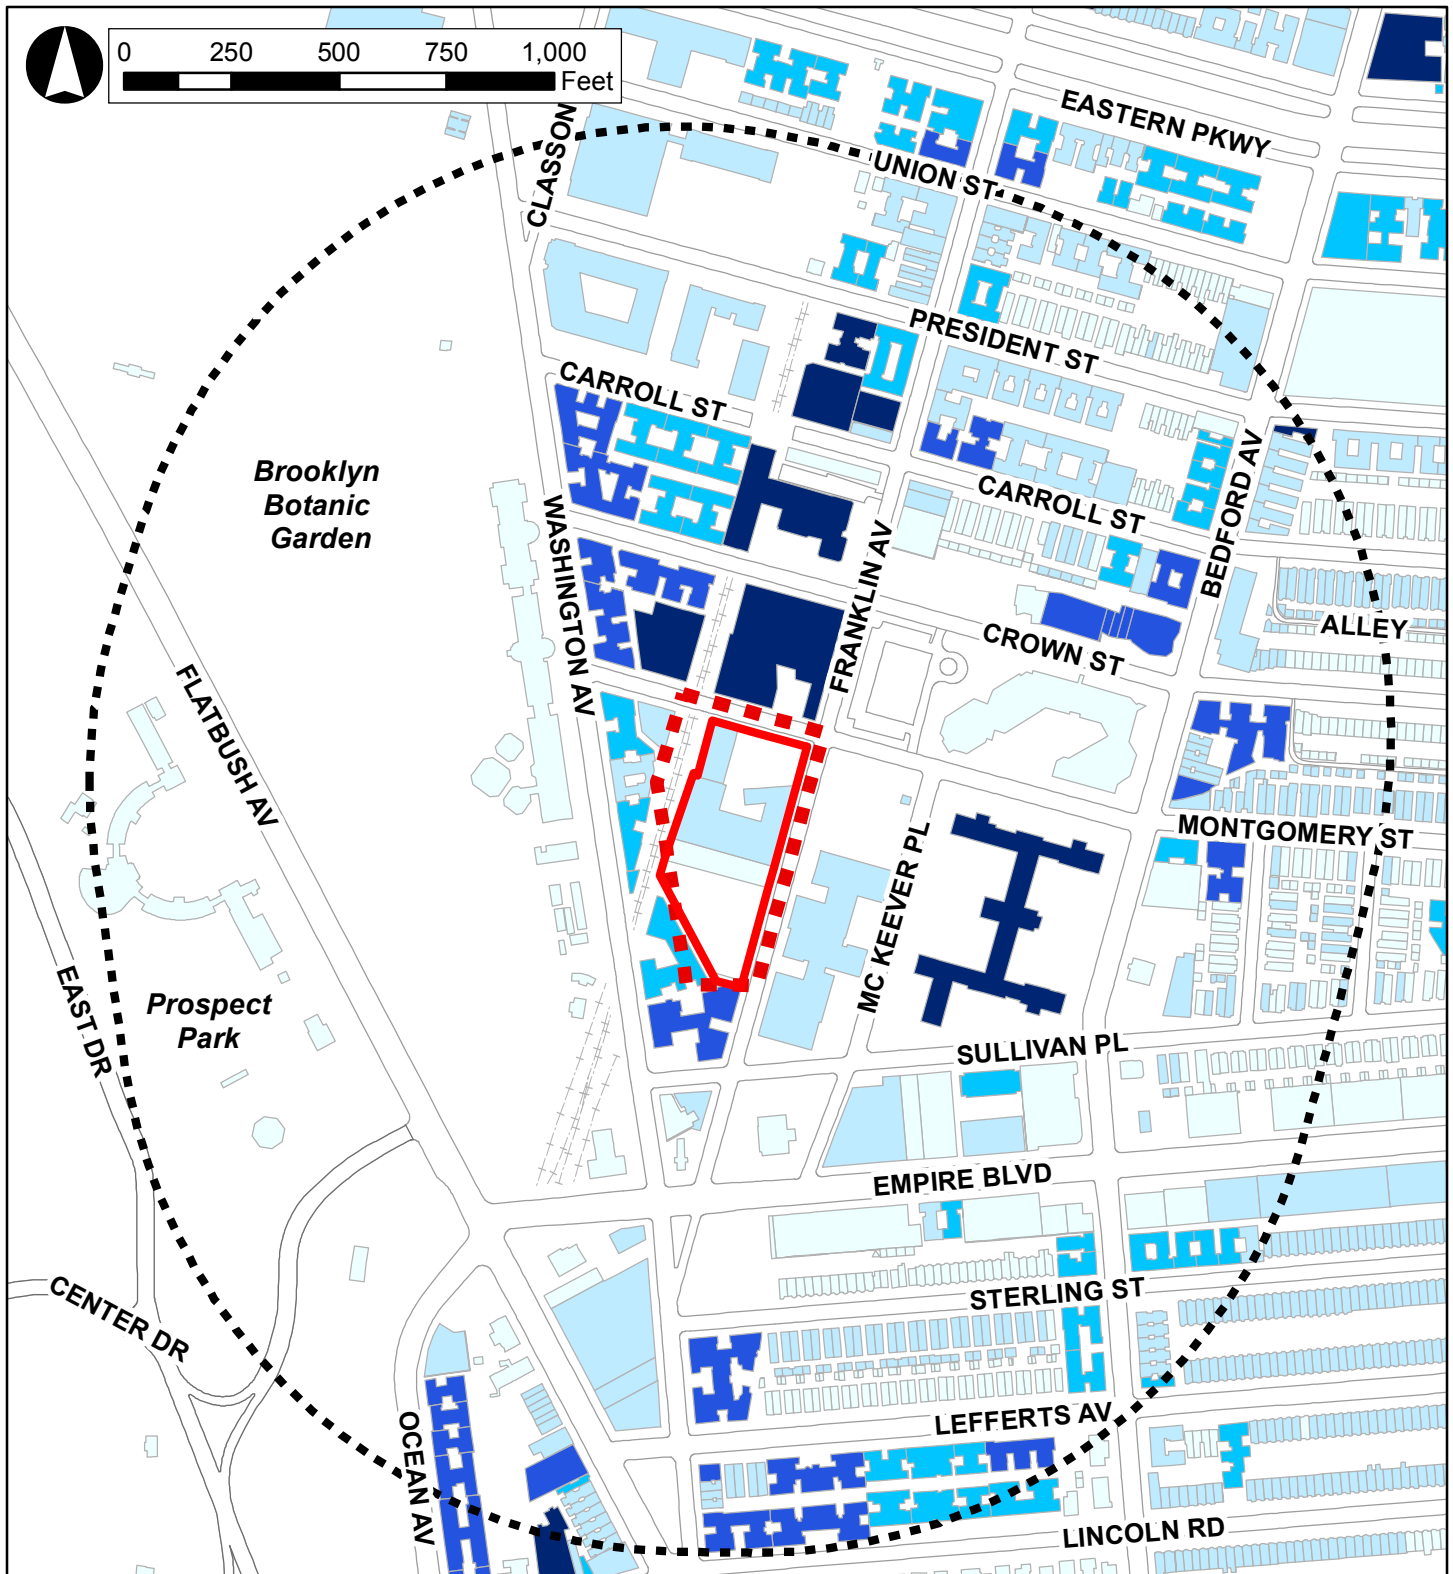 0 250 500 750 1,000
Feet
CLASSON
EASTERN PKWY
UNION ST
PRESIDENT ST
CARROLL ST
Brooklyn
Botanic
Garden
WASHINGTON AV
FRANKLIN AV
CARROLL ST
BEDFORD AV
ALLEY
CROWN ST
FLATBUSH AV
MONTGOMERY ST
MC KEEVER PL
EAST DR
Prospect
Park
SULLIVAN PL
EMPIRE BLVD
CENTER DR
STERLING ST
OCEAN AV
LEFFERTS AV
LINCOLN RD